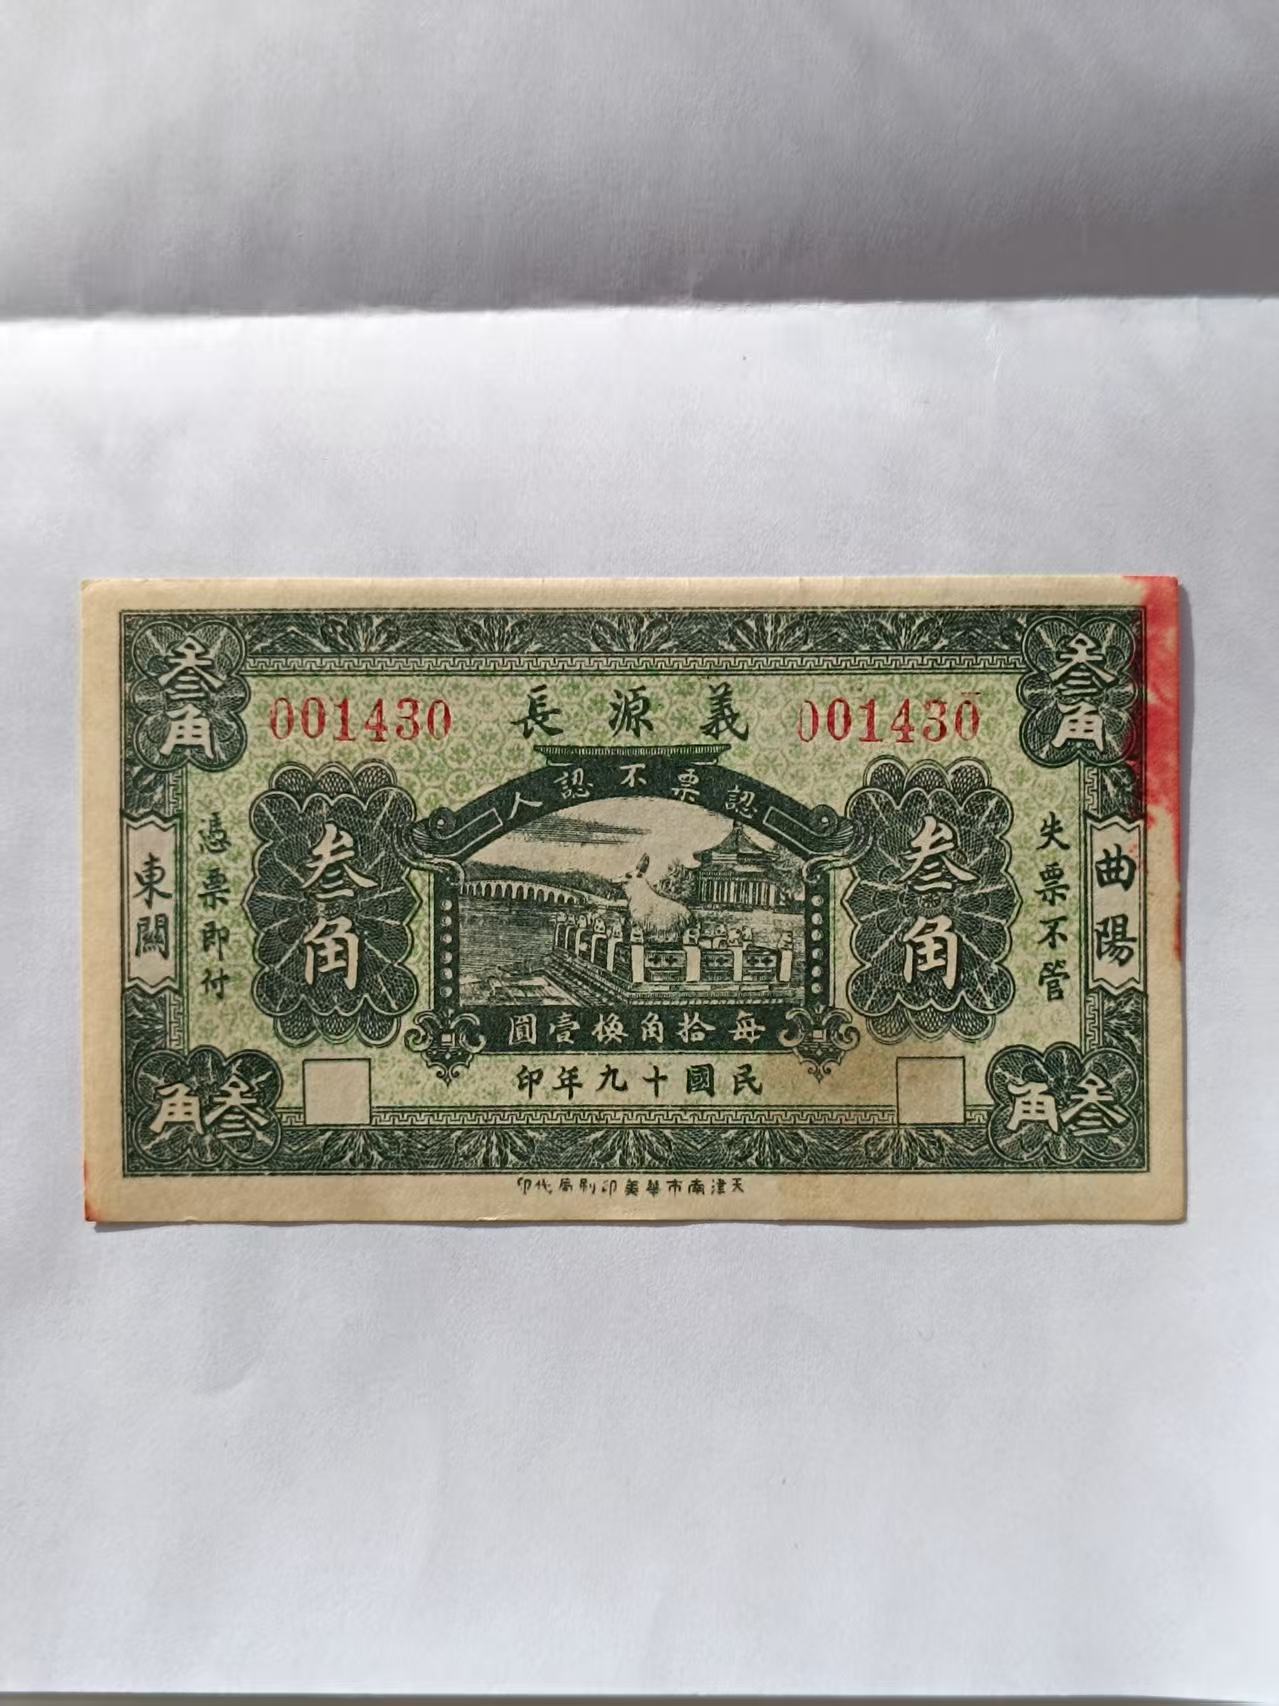 叁角
叁角
001430
義源長
001430
認票不認人
曲陽
失票不管
叁角
叁角
憑票即付
東關
每拾角換壹圓
民國十九年印
叁角
叁角
天津南市華美印刷局代印